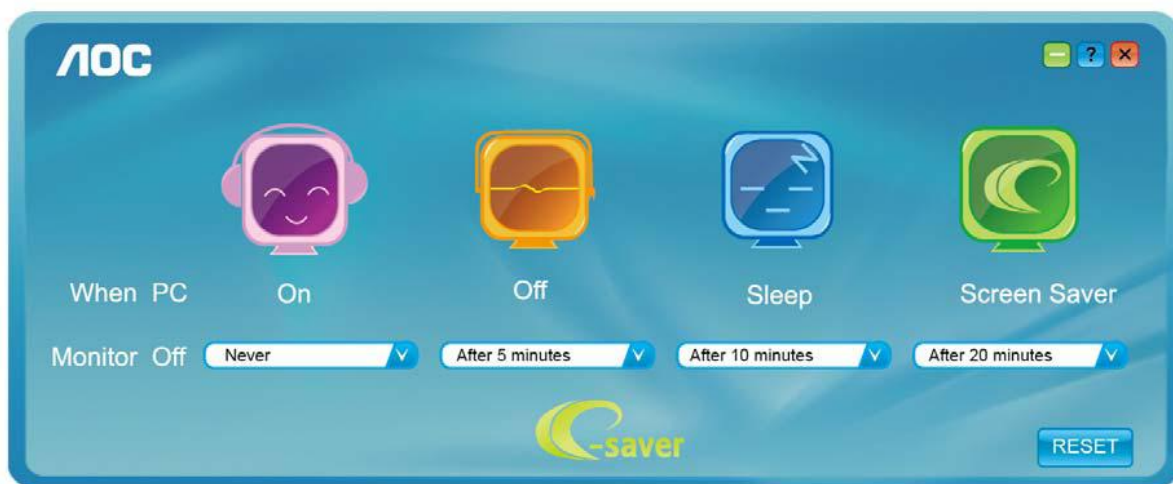 AOC
?
When PC On Off Sleep Screen Saver
Monitor Off Never After 5 minutes After 10 minutes After 20 minutes
e-saver
RESET